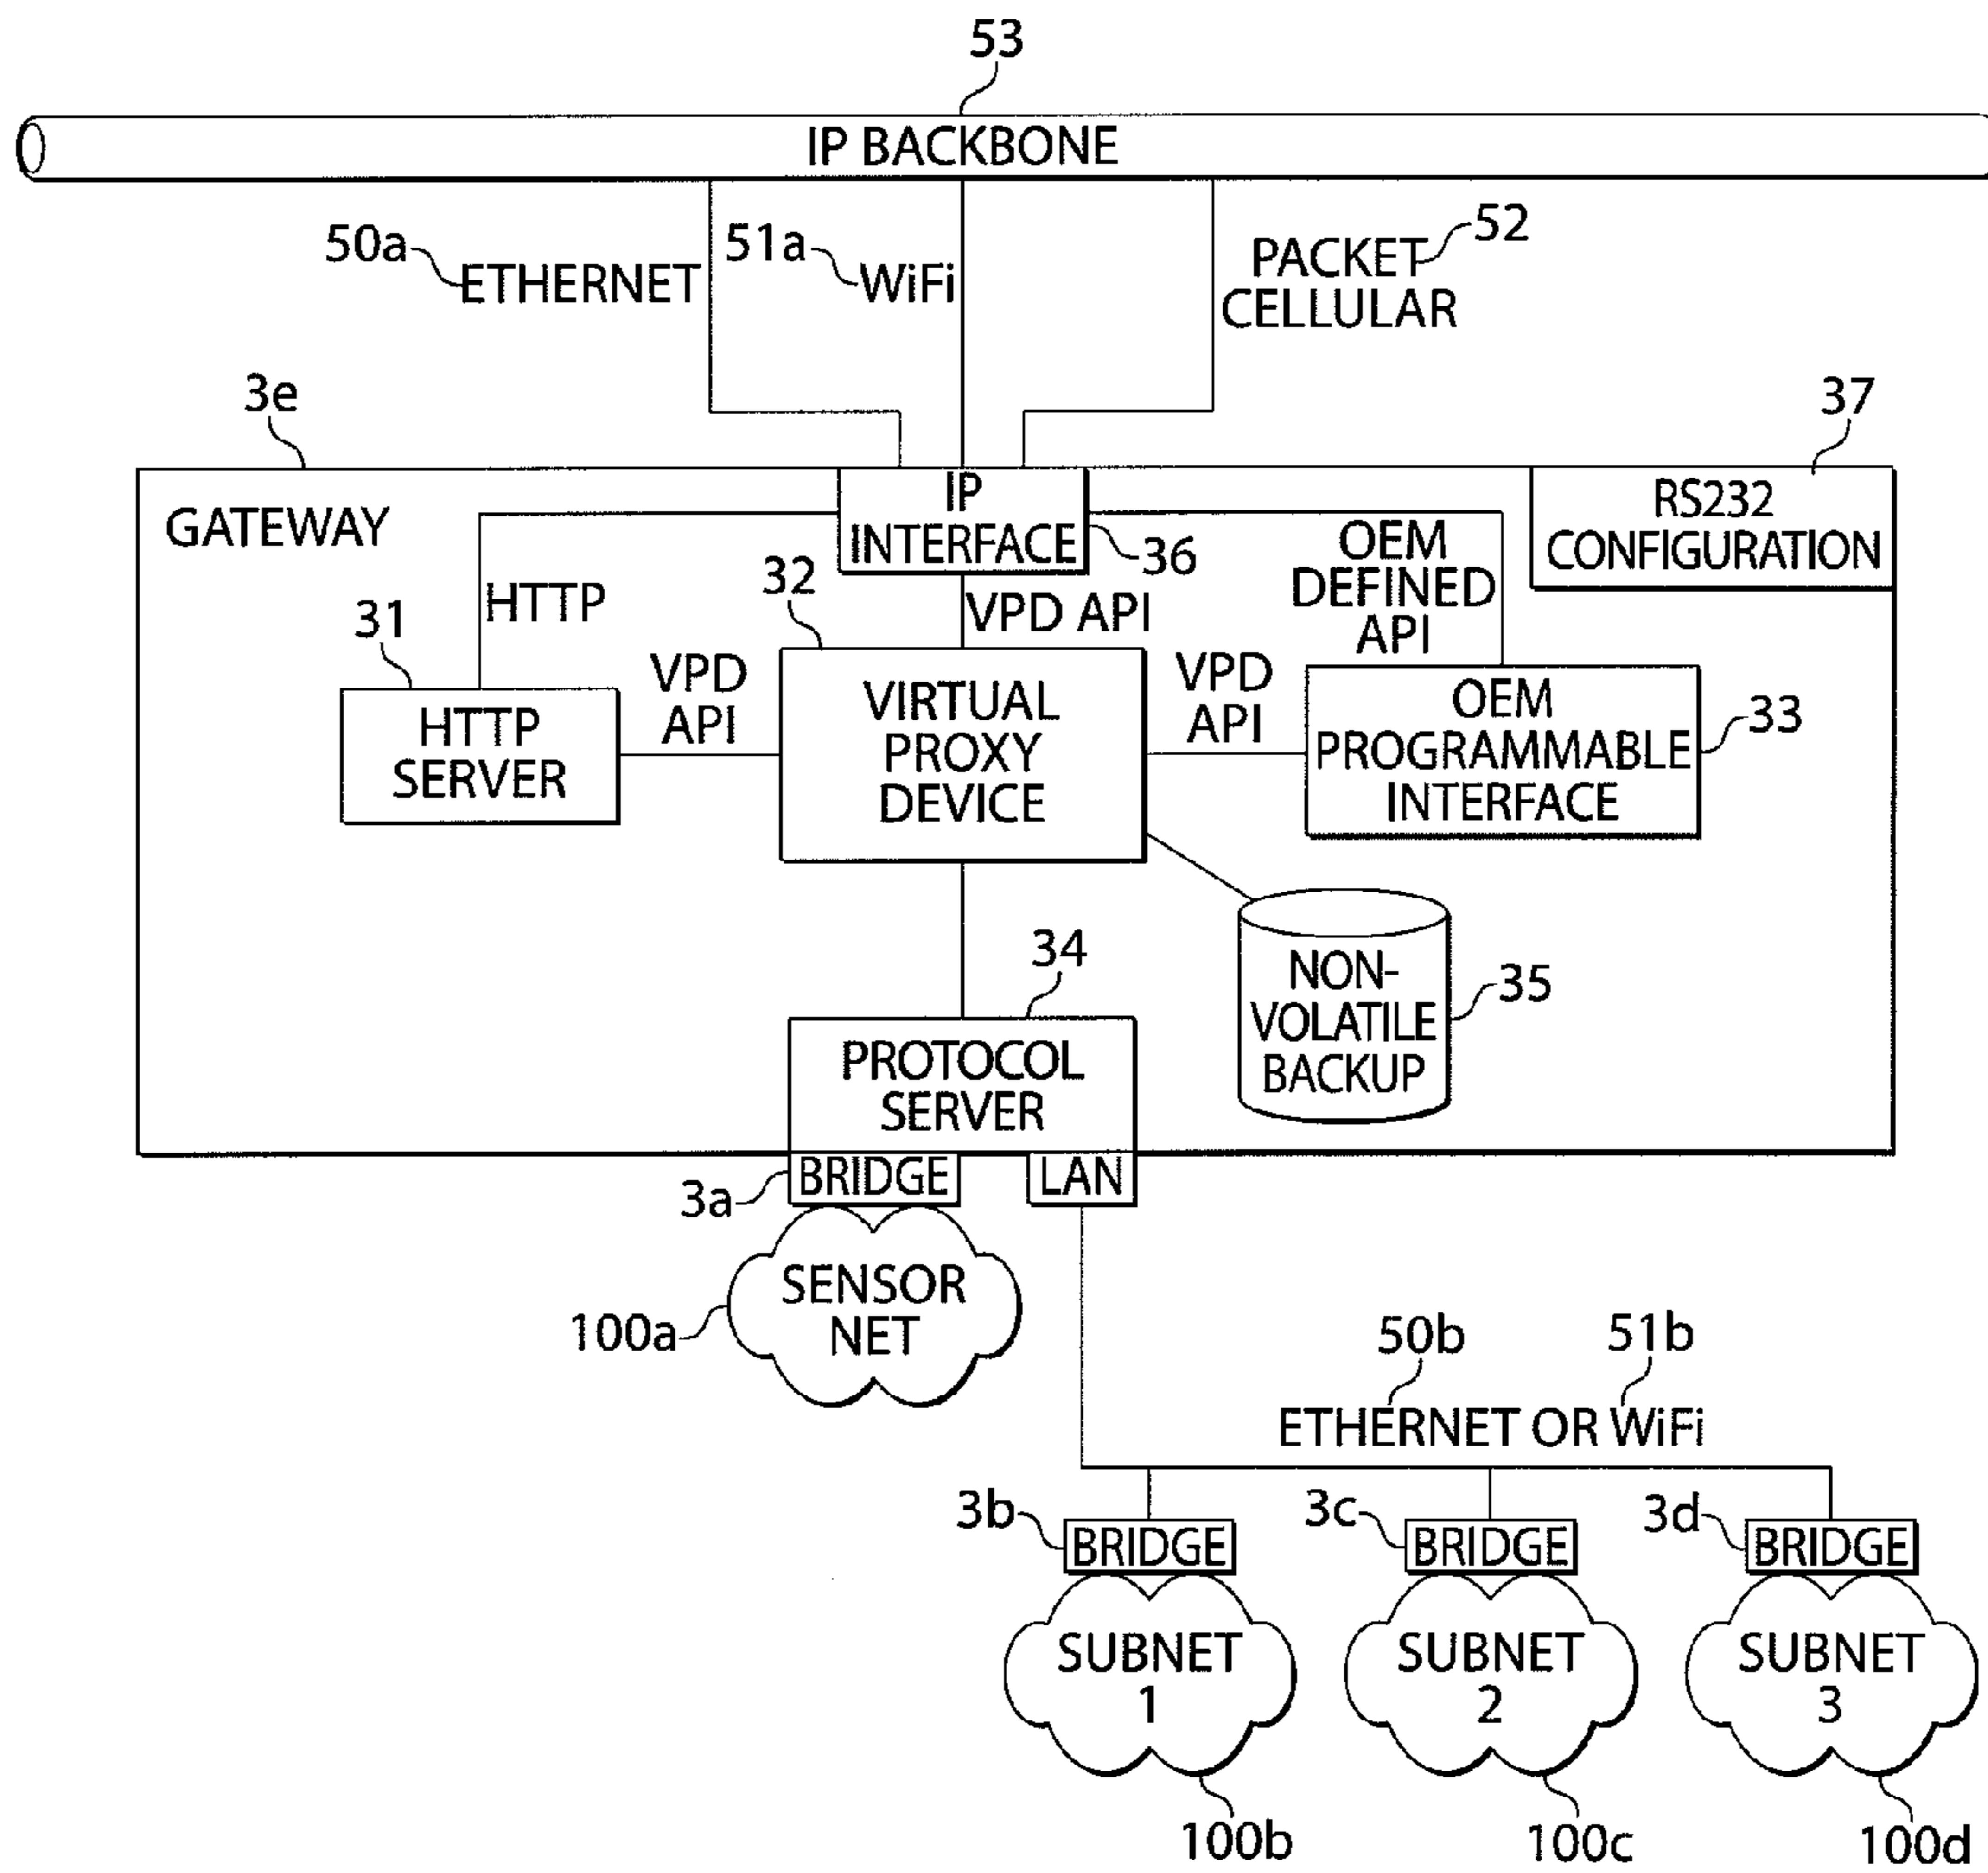 53
IP BACKBONE
50a
ETHERNET
51a
WiFi
52
PACKET
CELLULAR
3e
37
GATEWAY
IP
INTERFACE
36
RS232
CONFIGURATION
HTTP
32
VPD API
OEM
DEFINED
API
31
HTTP
SERVER
VPD
API
VIRTUAL
PROXY
DEVICE
VPD
API
OEM
PROGRAMMABLE
INTERFACE
33
34
NON-
VOLATILE
BACKUP
35
PROTOCOL
SERVER
3a
BRIDGE
LAN
SENSOR
NET
100a
50b
51b
ETHERNET OR WiFi
3b
BRIDGE
3c
BRIDGE
3d
BRIDGE
SUBNET
1
SUBNET
2
SUBNET
3
100b
100c
100d